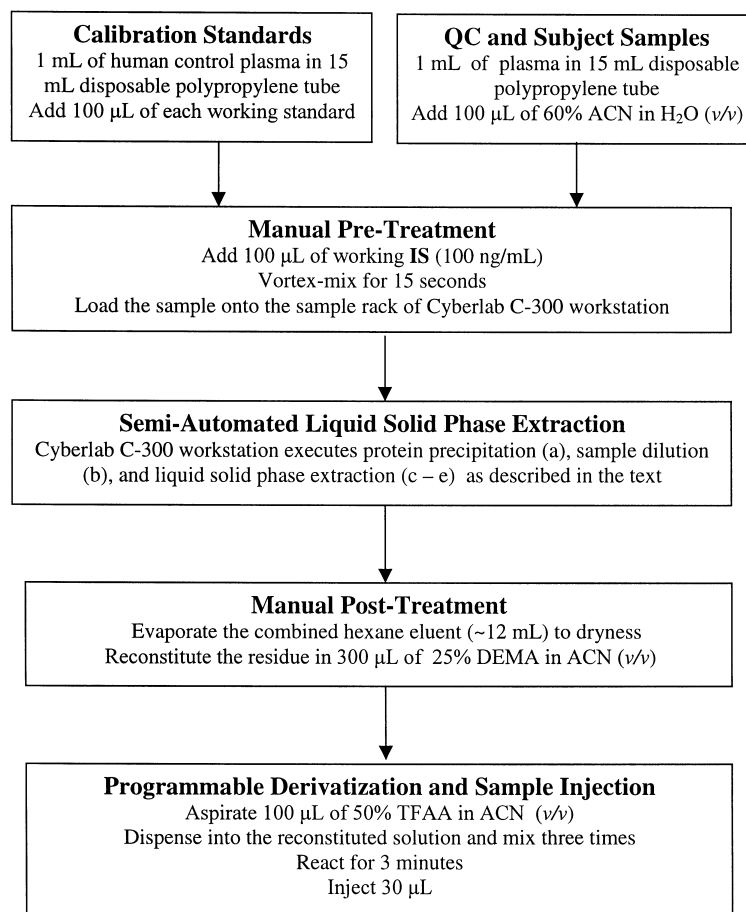 Calibration Standards
1 mL of human control plasma in 15
mL disposable polypropylene tube
Add 100 µL of each working standard
QC and Subject Samples
1 mL of plasma in 15 mL disposable
polypropylene tube
Add 100 µL of 60% ACN in H₂O (v/v)
Manual Pre-Treatment
Add 100 µL of working IS (100 ng/mL)
Vortex-mix for 15 seconds
Load the sample onto the sample rack of Cyberlab C-300 workstation
Semi-Automated Liquid Solid Phase Extraction
Cyberlab C-300 workstation executes protein precipitation (a), sample dilution
(b), and liquid solid phase extraction (c – e) as described in the text
Manual Post-Treatment
Evaporate the combined hexane eluent (~12 mL) to dryness
Reconstitute the residue in 300 µL of 25% DEMA in ACN (v/v)
Programmable Derivatization and Sample Injection
Aspirate 100 µL of 50% TFAA in ACN (v/v)
Dispense into the reconstituted solution and mix three times
React for 3 minutes
Inject 30 µL